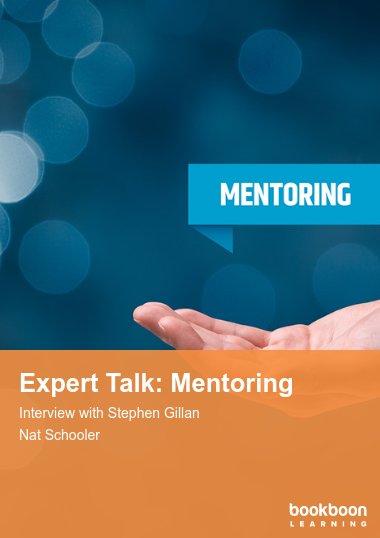 MENTORING
Expert Talk: Mentoring
Interview with Stephen Gillan
Nat Schooler
bookboon
LEARNING